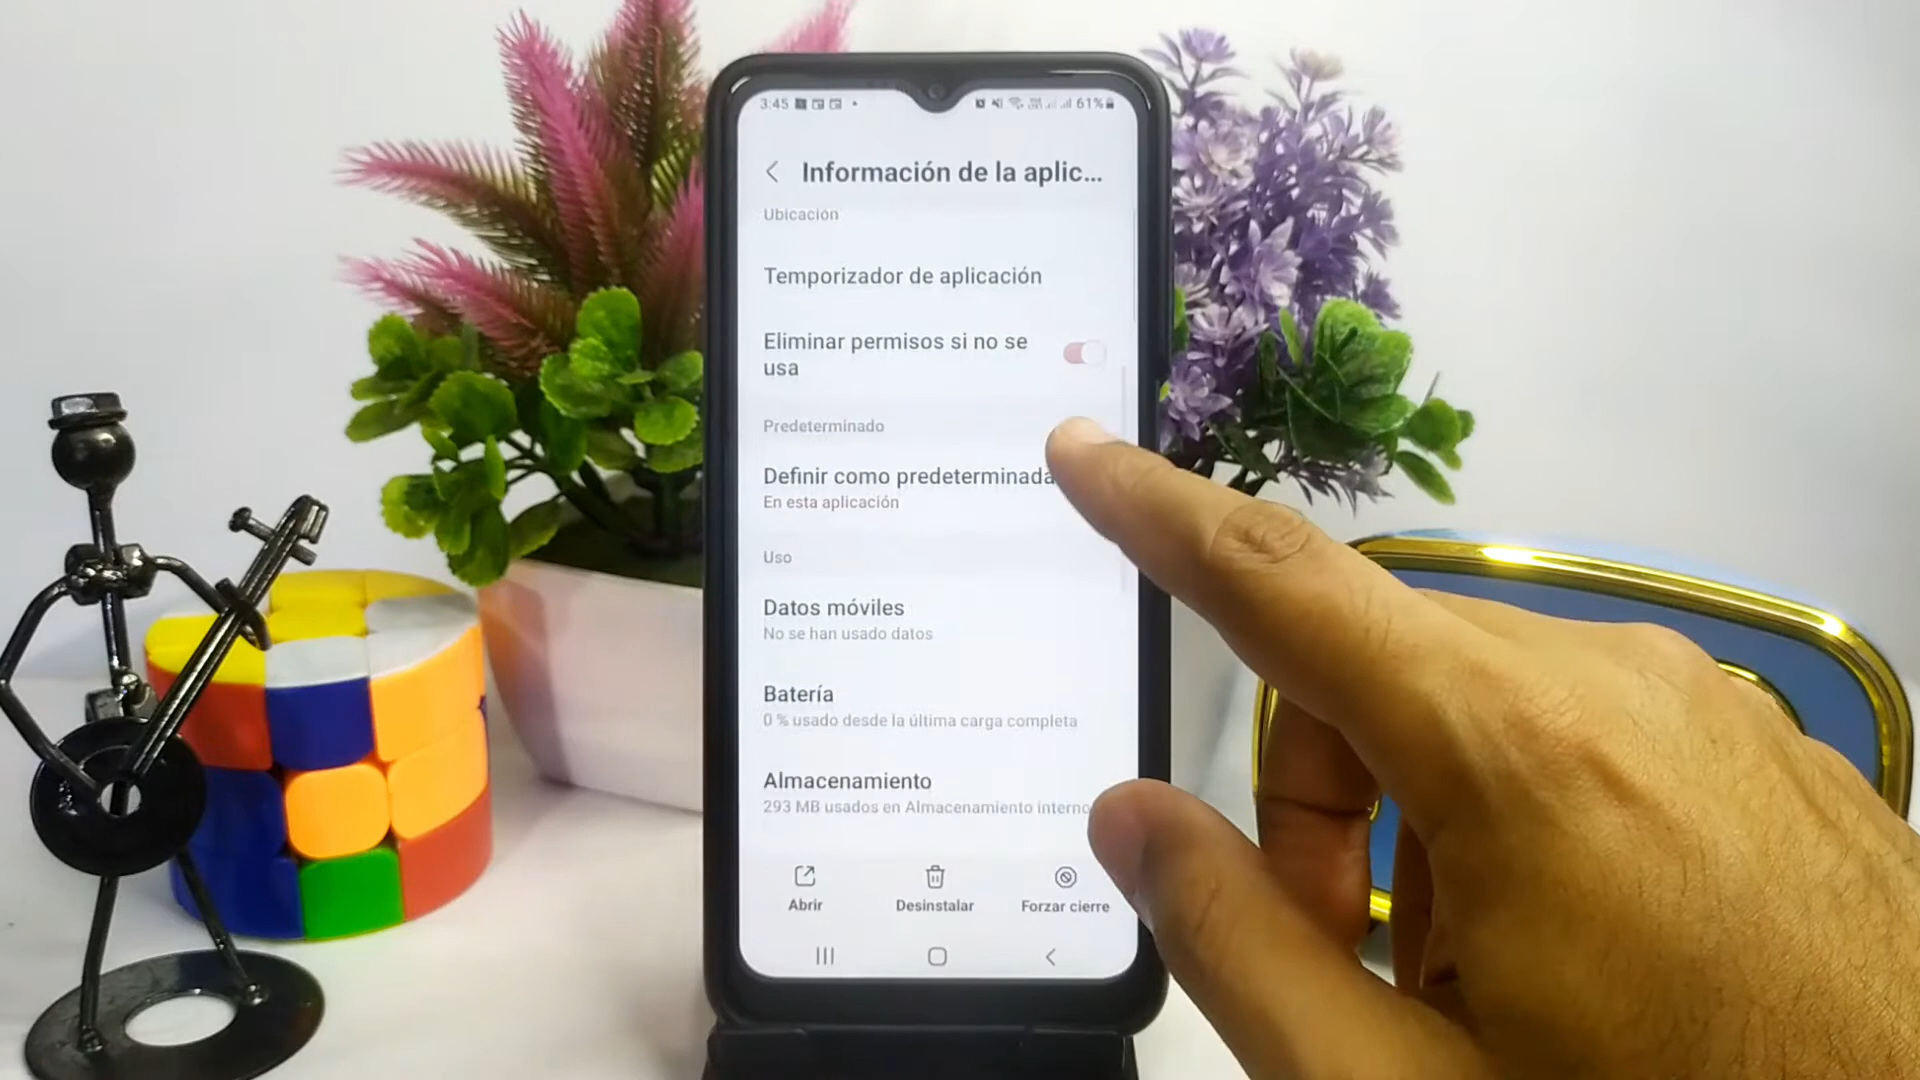 3:45
61%
Información de la aplic...
Ubicación
Temporizador de aplicación
Eliminar permisos si no se
usa
Predeterminado
Definir como predeterminada
En esta aplicación
Uso
Datos móviles
No se han usado datos
Batería
0 % usado desde la última carga completa
Almacenamiento
293 MB usados en Almacenamiento interno
Abrir
Desinstalar
Forzar cierre